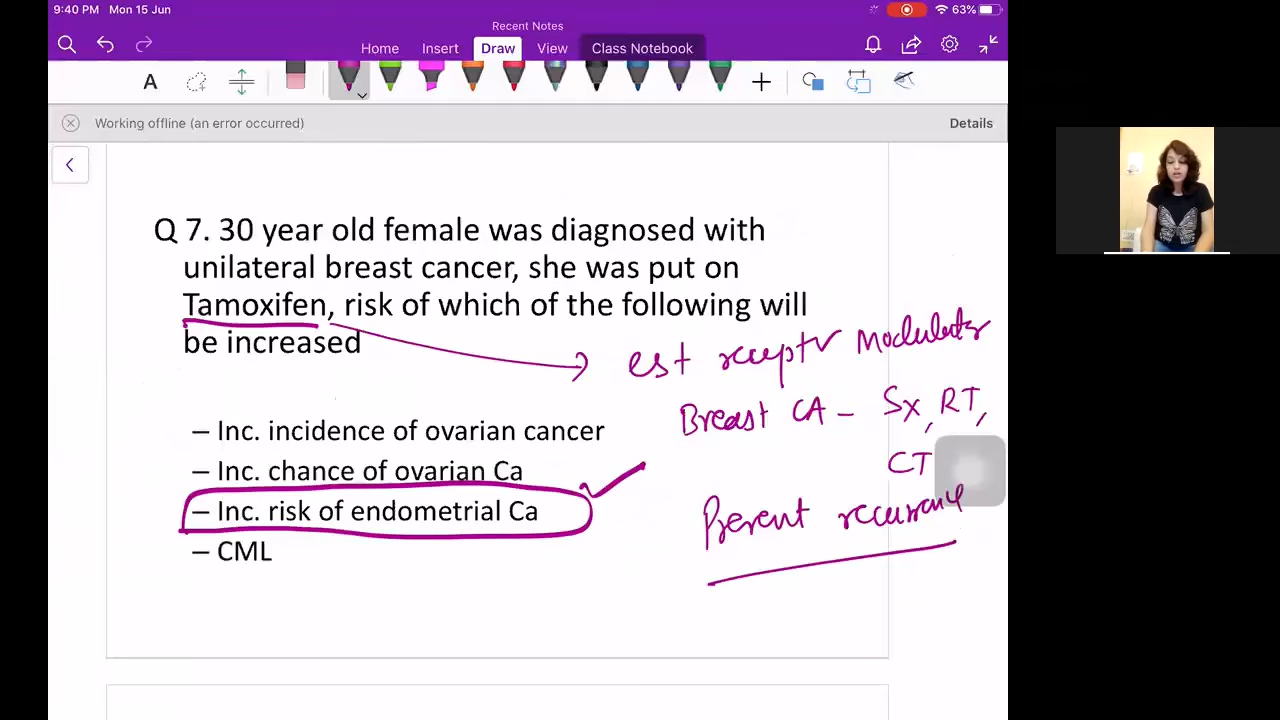 9:40 PM Mon 15 Jun
63%
Recent Notes
Home Insert Draw View Class Notebook
A
Working offline (an error occurred)
Details
Q 7. 30 year old female was diagnosed with
unilateral breast cancer, she was put on
Tamoxifen, risk of which of the following will
be increased
est receptr Modulator
Breast CA – Sx, RT,
CT
– Inc. incidence of ovarian cancer
– Inc. chance of ovarian Ca
– Inc. risk of endometrial Ca
– CML
Prevent recurrence